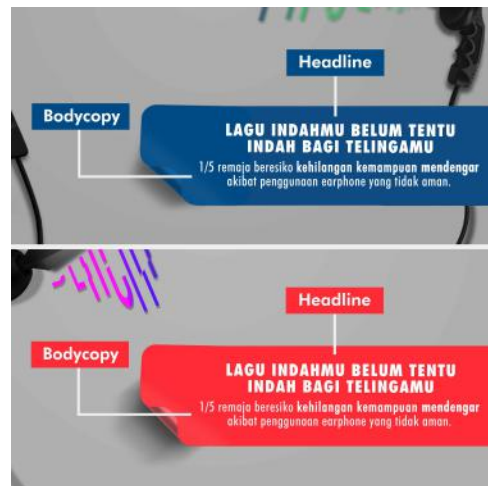 Headline
Bodycopy
LAGU INDAHMU BELUM TENTU
INDAH BAGI TELINGAMU
1/5 remaja beresiko kehilangan kemampuan mendengar
akibat penggunaan earphone yang tidak aman.
Headline
Bodycopy
LAGU INDAHMU BELUM TENTU
INDAH BAGI TELINGAMU
1/5 remaja beresiko kehilangan kemampuan mendengar
akibat penggunaan earphone yang tidak aman.